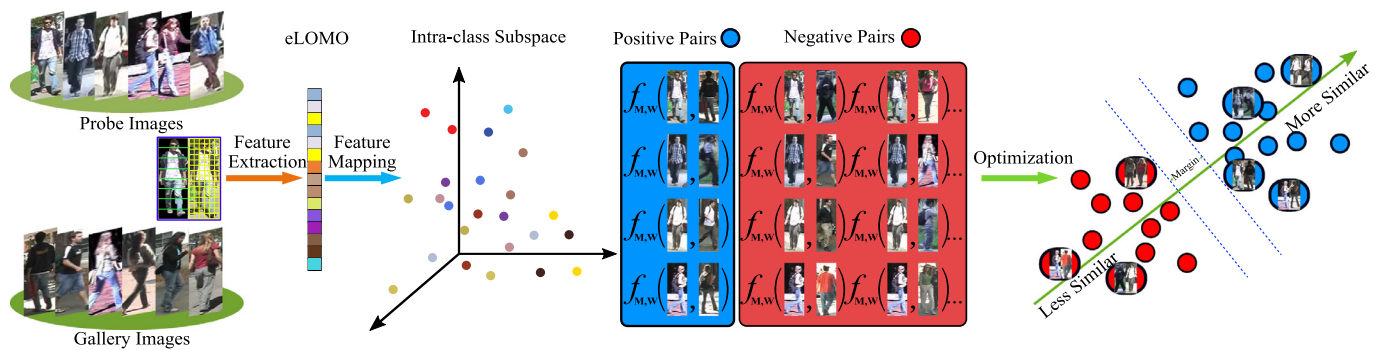 Probe Images
Feature
Extraction
Gallery Images
eLOMO
Feature
Mapping
Intra-class Subspace
Positive Pairs
Negative Pairs
f M,W ( , ) f M,W ( , ) f M,W ( , ) ...
f M,W ( , ) f M,W ( , ) f M,W ( , ) ...
f M,W ( , ) f M,W ( , ) f M,W ( , ) ...
f M,W ( , ) f M,W ( , ) f M,W ( , ) ...
Optimization
More Similar
Margin
Less Similar